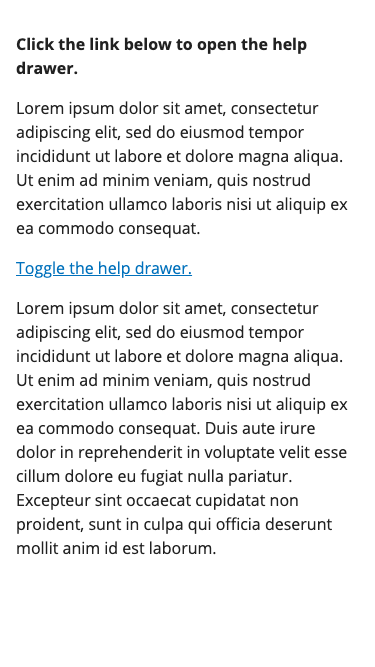 Click the link below to open the help
drawer.
Lorem ipsum dolor sit amet, consectetur
adipiscing elit, sed do eiusmod tempor
incididunt ut labore et dolore magna aliqua.
Ut enim ad minim veniam, quis nostrud
exercitation ullamco laboris nisi ut aliquip ex
ea commodo consequat.
Toggle the help drawer.
Lorem ipsum dolor sit amet, consectetur
adipiscing elit, sed do eiusmod tempor
incididunt ut labore et dolore magna aliqua.
Ut enim ad minim veniam, quis nostrud
exercitation ullamco laboris nisi ut aliquip ex
ea commodo consequat. Duis aute irure
dolor in reprehenderit in voluptate velit esse
cillum dolore eu fugiat nulla pariatur.
Excepteur sint occaecat cupidatat non
proident, sunt in culpa qui officia deserunt
mollit anim id est laborum.